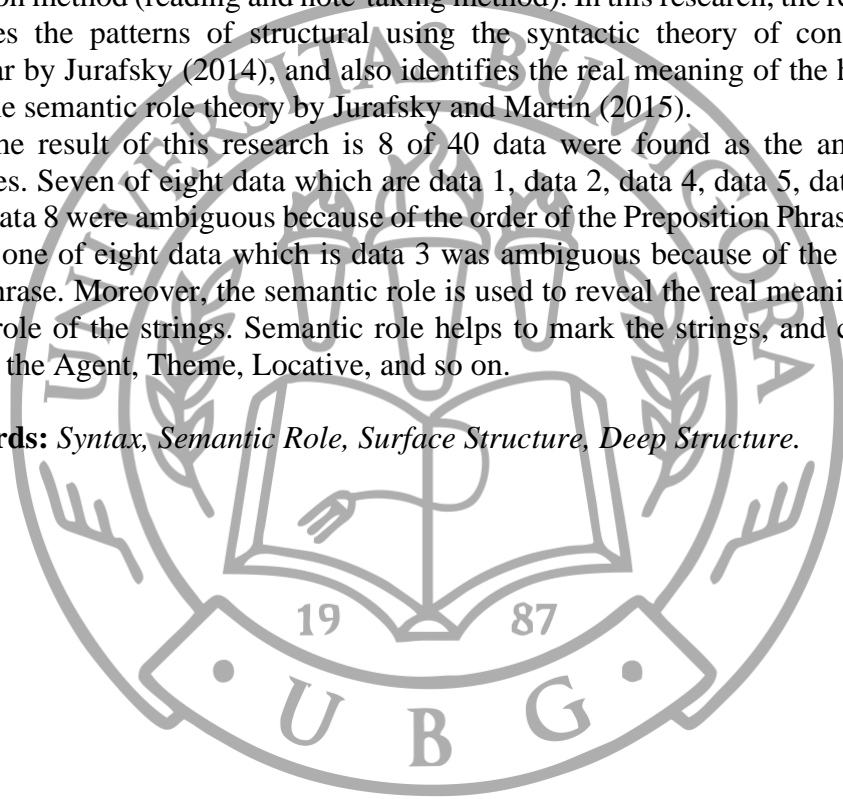 on method (reading and note-taking method). In this research, the re
es the patterns of structural using the syntactic theory of con
ar by Jurafsky (2014), and also identifies the real meaning of the h
e semantic role theory by Jurafsky and Martin (2015).
ne result of this research is 8 of 40 data were found as the am
es. Seven of eight data which are data 1, data 2, data 4, data 5, dat
ata 8 were ambiguous because of the order of the Preposition Phras
one of eight data which is data 3 was ambiguous because of the
hrase. Moreover, the semantic role is used to reveal the real meani
role of the strings. Semantic role helps to mark the strings, and c
the Agent, Theme, Locative, and so on.
rds: Syntax, Semantic Role, Surface Structure, Deep Structure.
UNIVERSITAS BUMIGORA
19 87
U B G